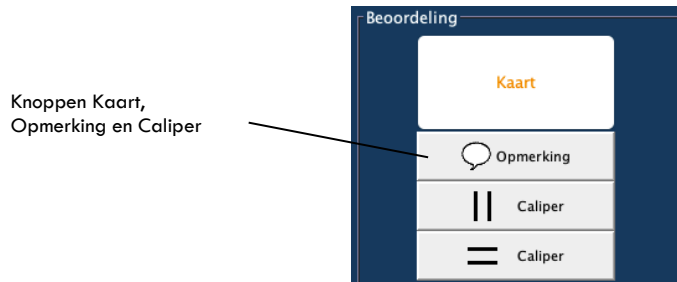 Beoordeling
Kaart
Knoppen Kaart,
Opmerking en Caliper
Opmerking
Caliper
Caliper